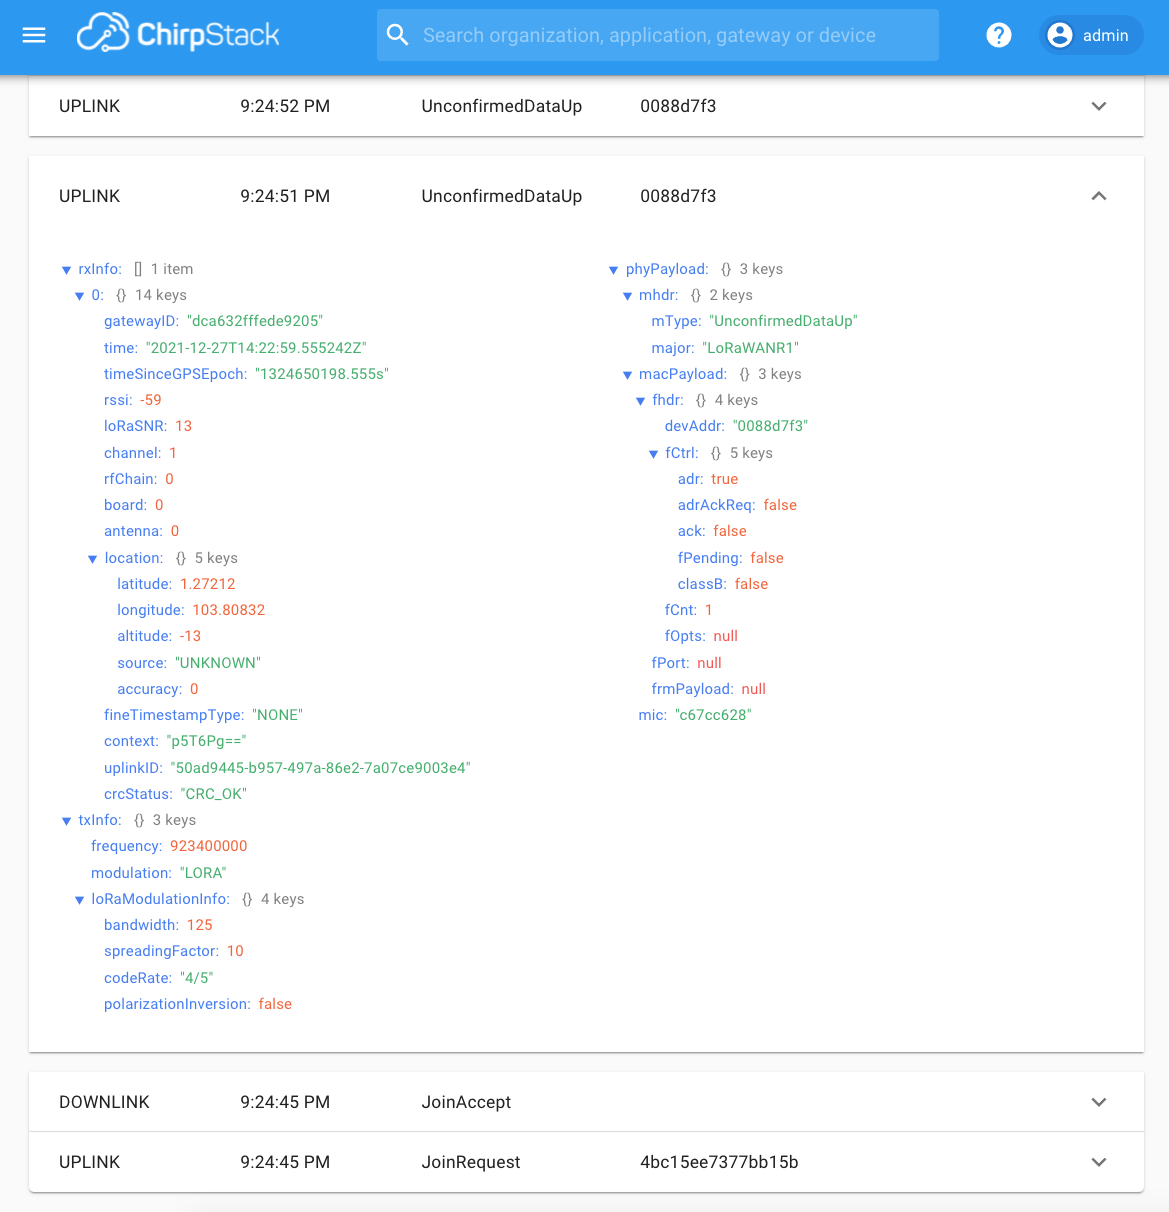 ChirpStack
Search organization, application, gateway or device
? admin
UPLINK 9:24:52 PM UnconfirmedDataUp 0088d7f3
UPLINK 9:24:51 PM UnconfirmedDataUp 0088d7f3
rxInfo: [] 1 item
0: {} 14 keys
gatewayID: "dca632fffede9205"
time: "2021-12-27T14:22:59.555242Z"
timeSinceGPSEpoch: "1324650198.555s"
rssi: -59
loRaSNR: 13
channel: 1
rfChain: 0
board: 0
antenna: 0
location: {} 5 keys
latitude: 1.27212
longitude: 103.80832
altitude: -13
source: "UNKNOWN"
accuracy: 0
fineTimestampType: "NONE"
context: "p5T6Pg=="
uplinkID: "50ad9445-b957-497a-86e2-7a07ce9003e4"
crcStatus: "CRC_OK"
txInfo: {} 3 keys
frequency: 923400000
modulation: "LORA"
loRaModulationInfo: {} 4 keys
bandwidth: 125
spreadingFactor: 10
codeRate: "4/5"
polarizationInversion: false
phyPayload: {} 3 keys
mhdr: {} 2 keys
mType: "UnconfirmedDataUp"
major: "LoRaWANR1"
macPayload: {} 3 keys
fhdr: {} 4 keys
devAddr: "0088d7f3"
fCtrl: {} 5 keys
adr: true
adrAckReq: false
ack: false
fPending: false
classB: false
fCnt: 1
fOpts: null
fPort: null
frmPayload: null
mic: "c67cc628"
DOWNLINK 9:24:45 PM JoinAccept
UPLINK 9:24:45 PM JoinRequest 4bc15ee7377bb15b